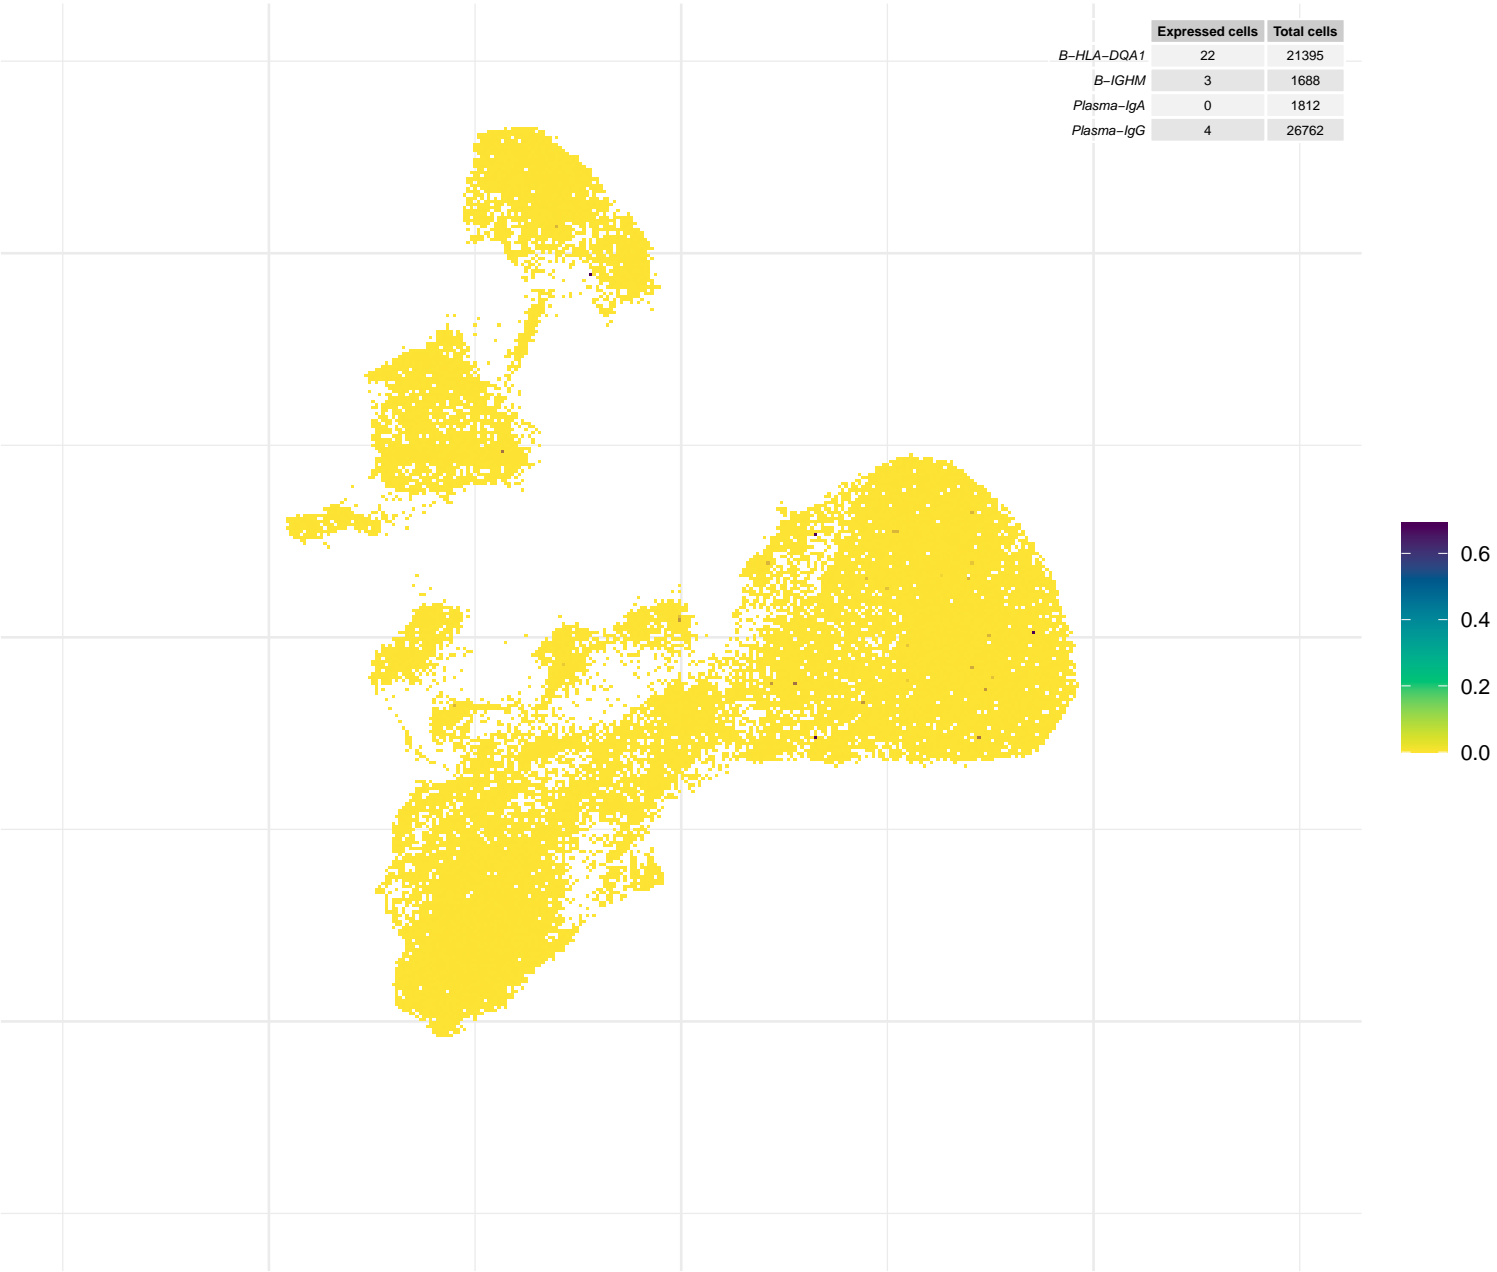 Expressed cells Total cells
B−HLA−DQA1 22 21395
B−IGHM 3 1688
Plasma−IgA 0 1812
Plasma−IgG 4 26762
0.6
0.4
0.2
0.0